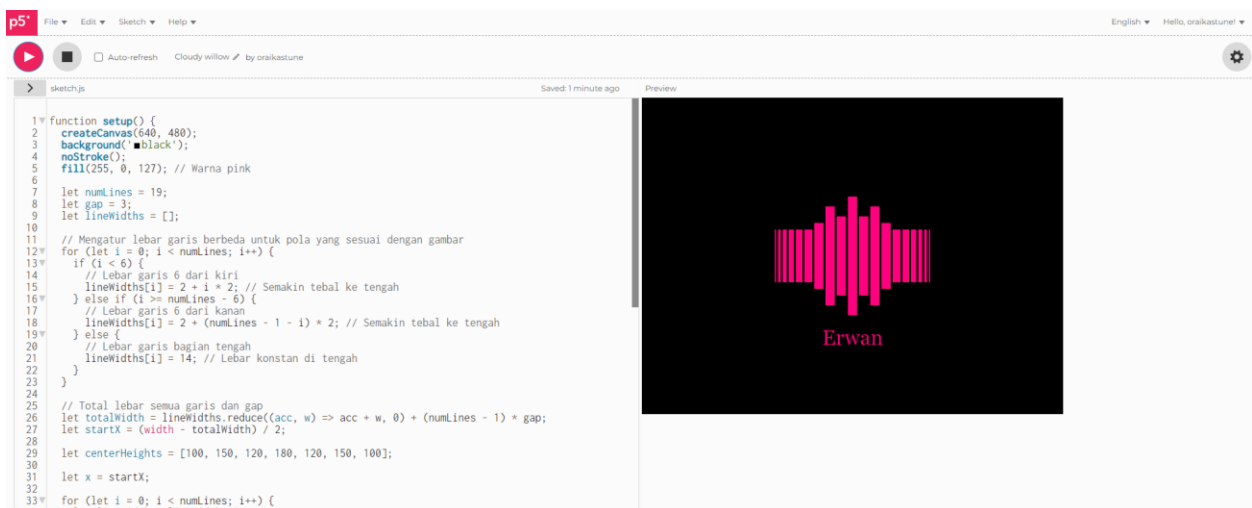 p5* File Edit Sketch Help English Hello, oraikastune!
Auto-refresh Cloudy willow by oraikastune
> sketch.js Saved: 1 minute ago Preview
1 function setup() {
2 createCanvas(640, 480);
3 background('black');
4 noStroke();
5 fill(255, 0, 127); // Warna pink
6
7 let numLines = 19;
8 let gap = 3;
9 let lineWidths = [];
10
11 // Mengatur lebar garis berbeda untuk pola yang sesuai dengan gambar
12 for (let i = 0; i < numLines; i++) {
13 if (i < 6) {
14 // Lebar garis 6 dari kiri
15 lineWidths[i] = 2 + i * 2; // Semakin tebal ke tengah
16 } else if (i >= numLines - 6) {
17 // Lebar garis 6 dari kanan
18 lineWidths[i] = 2 + (numLines - 1 - i) * 2; // Semakin tebal ke tengah
19 } else {
20 // Lebar garis bagian tengah
21 lineWidths[i] = 14; // Lebar konstan di tengah
22 }
23 }
24
25 // Total lebar semua garis dan gap
26 let totalWidth = lineWidths.reduce((acc, w) => acc + w, 0) + (numLines - 1) * gap;
27 let startX = (width - totalWidth) / 2;
28
29 let centerHeights = [100, 150, 120, 180, 120, 150, 100];
30
31 let x = startX;
32
33 for (let i = 0; i < numLines; i++) {
Erwan